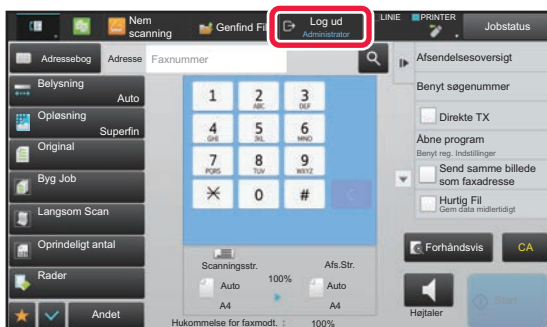 Nem
scanning
Genfind Fil
Log ud
Administrator
LINIE
PRINTER
Jobstatus
Adressebog
Adresse
Faxnummer
Afsendelsesoversigt
Belysning
Auto
Benyt søgenummer
Opløsning
Superfin
Direkte TX
Original
Åbne program
Benyt reg. Indstillinger
Byg Job
Send samme billede
som faxadresse
Langsom Scan
Hurtig Fil
Gem data midlertidigt
Oprindeligt antal
Rader
Andet
1
2
ABC
3
DEF
4
GHI
5
JKL
6
MNO
7
PQRS
8
TUV
9
WXYZ
0
#
Scanningsstr.
Afs.Str.
100%
Auto
Auto
A4
A4
Hukommelse for faxmodt. : 100%
Forhåndsvis
CA
Højtaler
Start